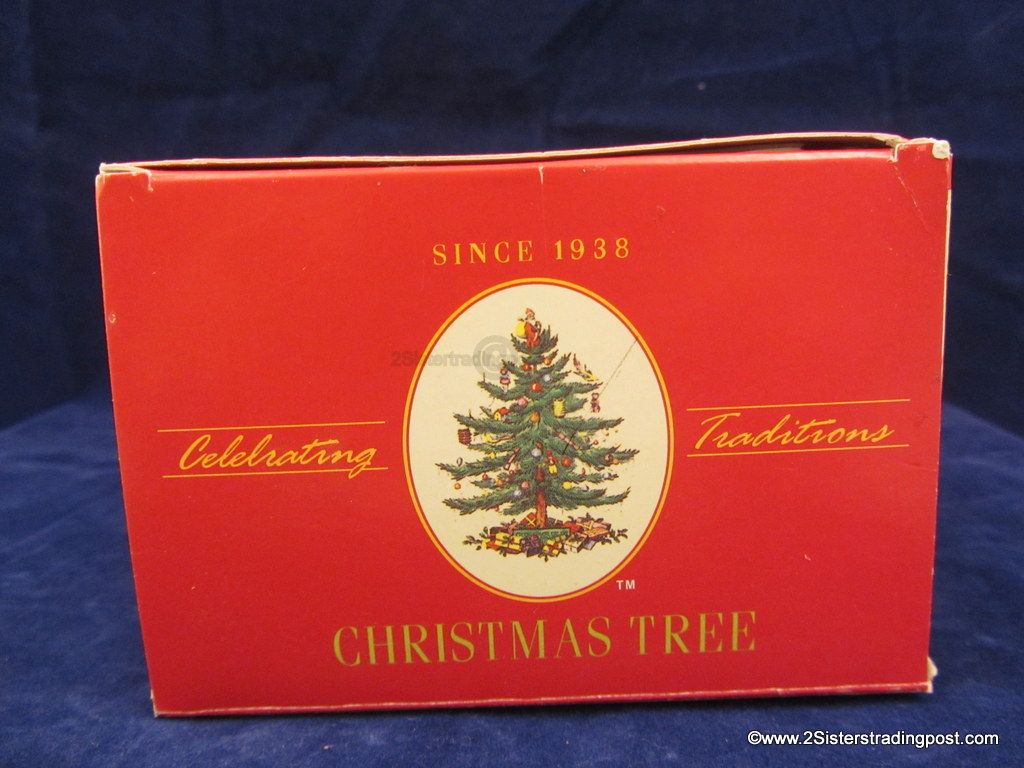 SINCE 1938
Celebrating Traditions
TM
CHRISTMAS TREE
©www.2Sisterstradingpost.com